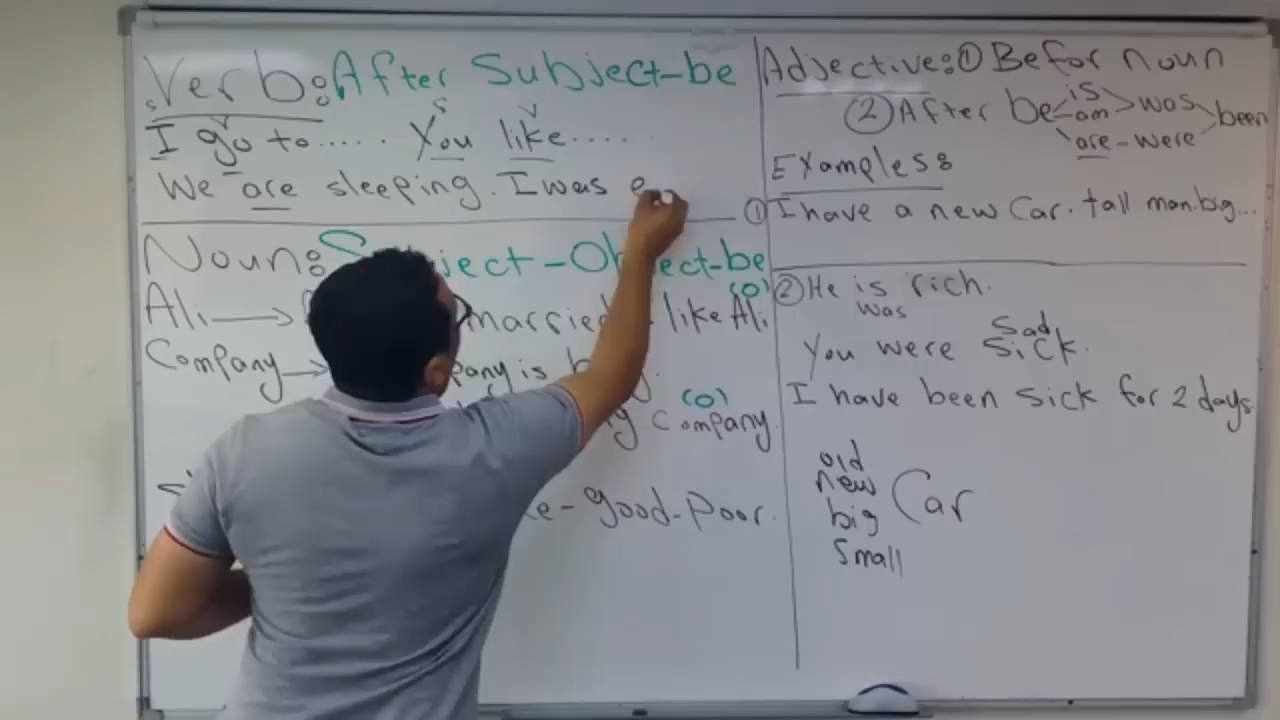 Verb: After Subject-be
S V
I go to..... You like......
We are sleeping. I was
Noun: Subject-Object-be
(O)
Ali → married. like Ali.
Company → is
(O)
my Company.
- good - Poor.
Adjective: ① Befor noun
② After be is am are was - were been
Examples:
① I have a new Car. tall man. big...
② He is rich.
was
Sad
You were Sick.
I have been Sick for 2 days.
old
new Car
big
Small